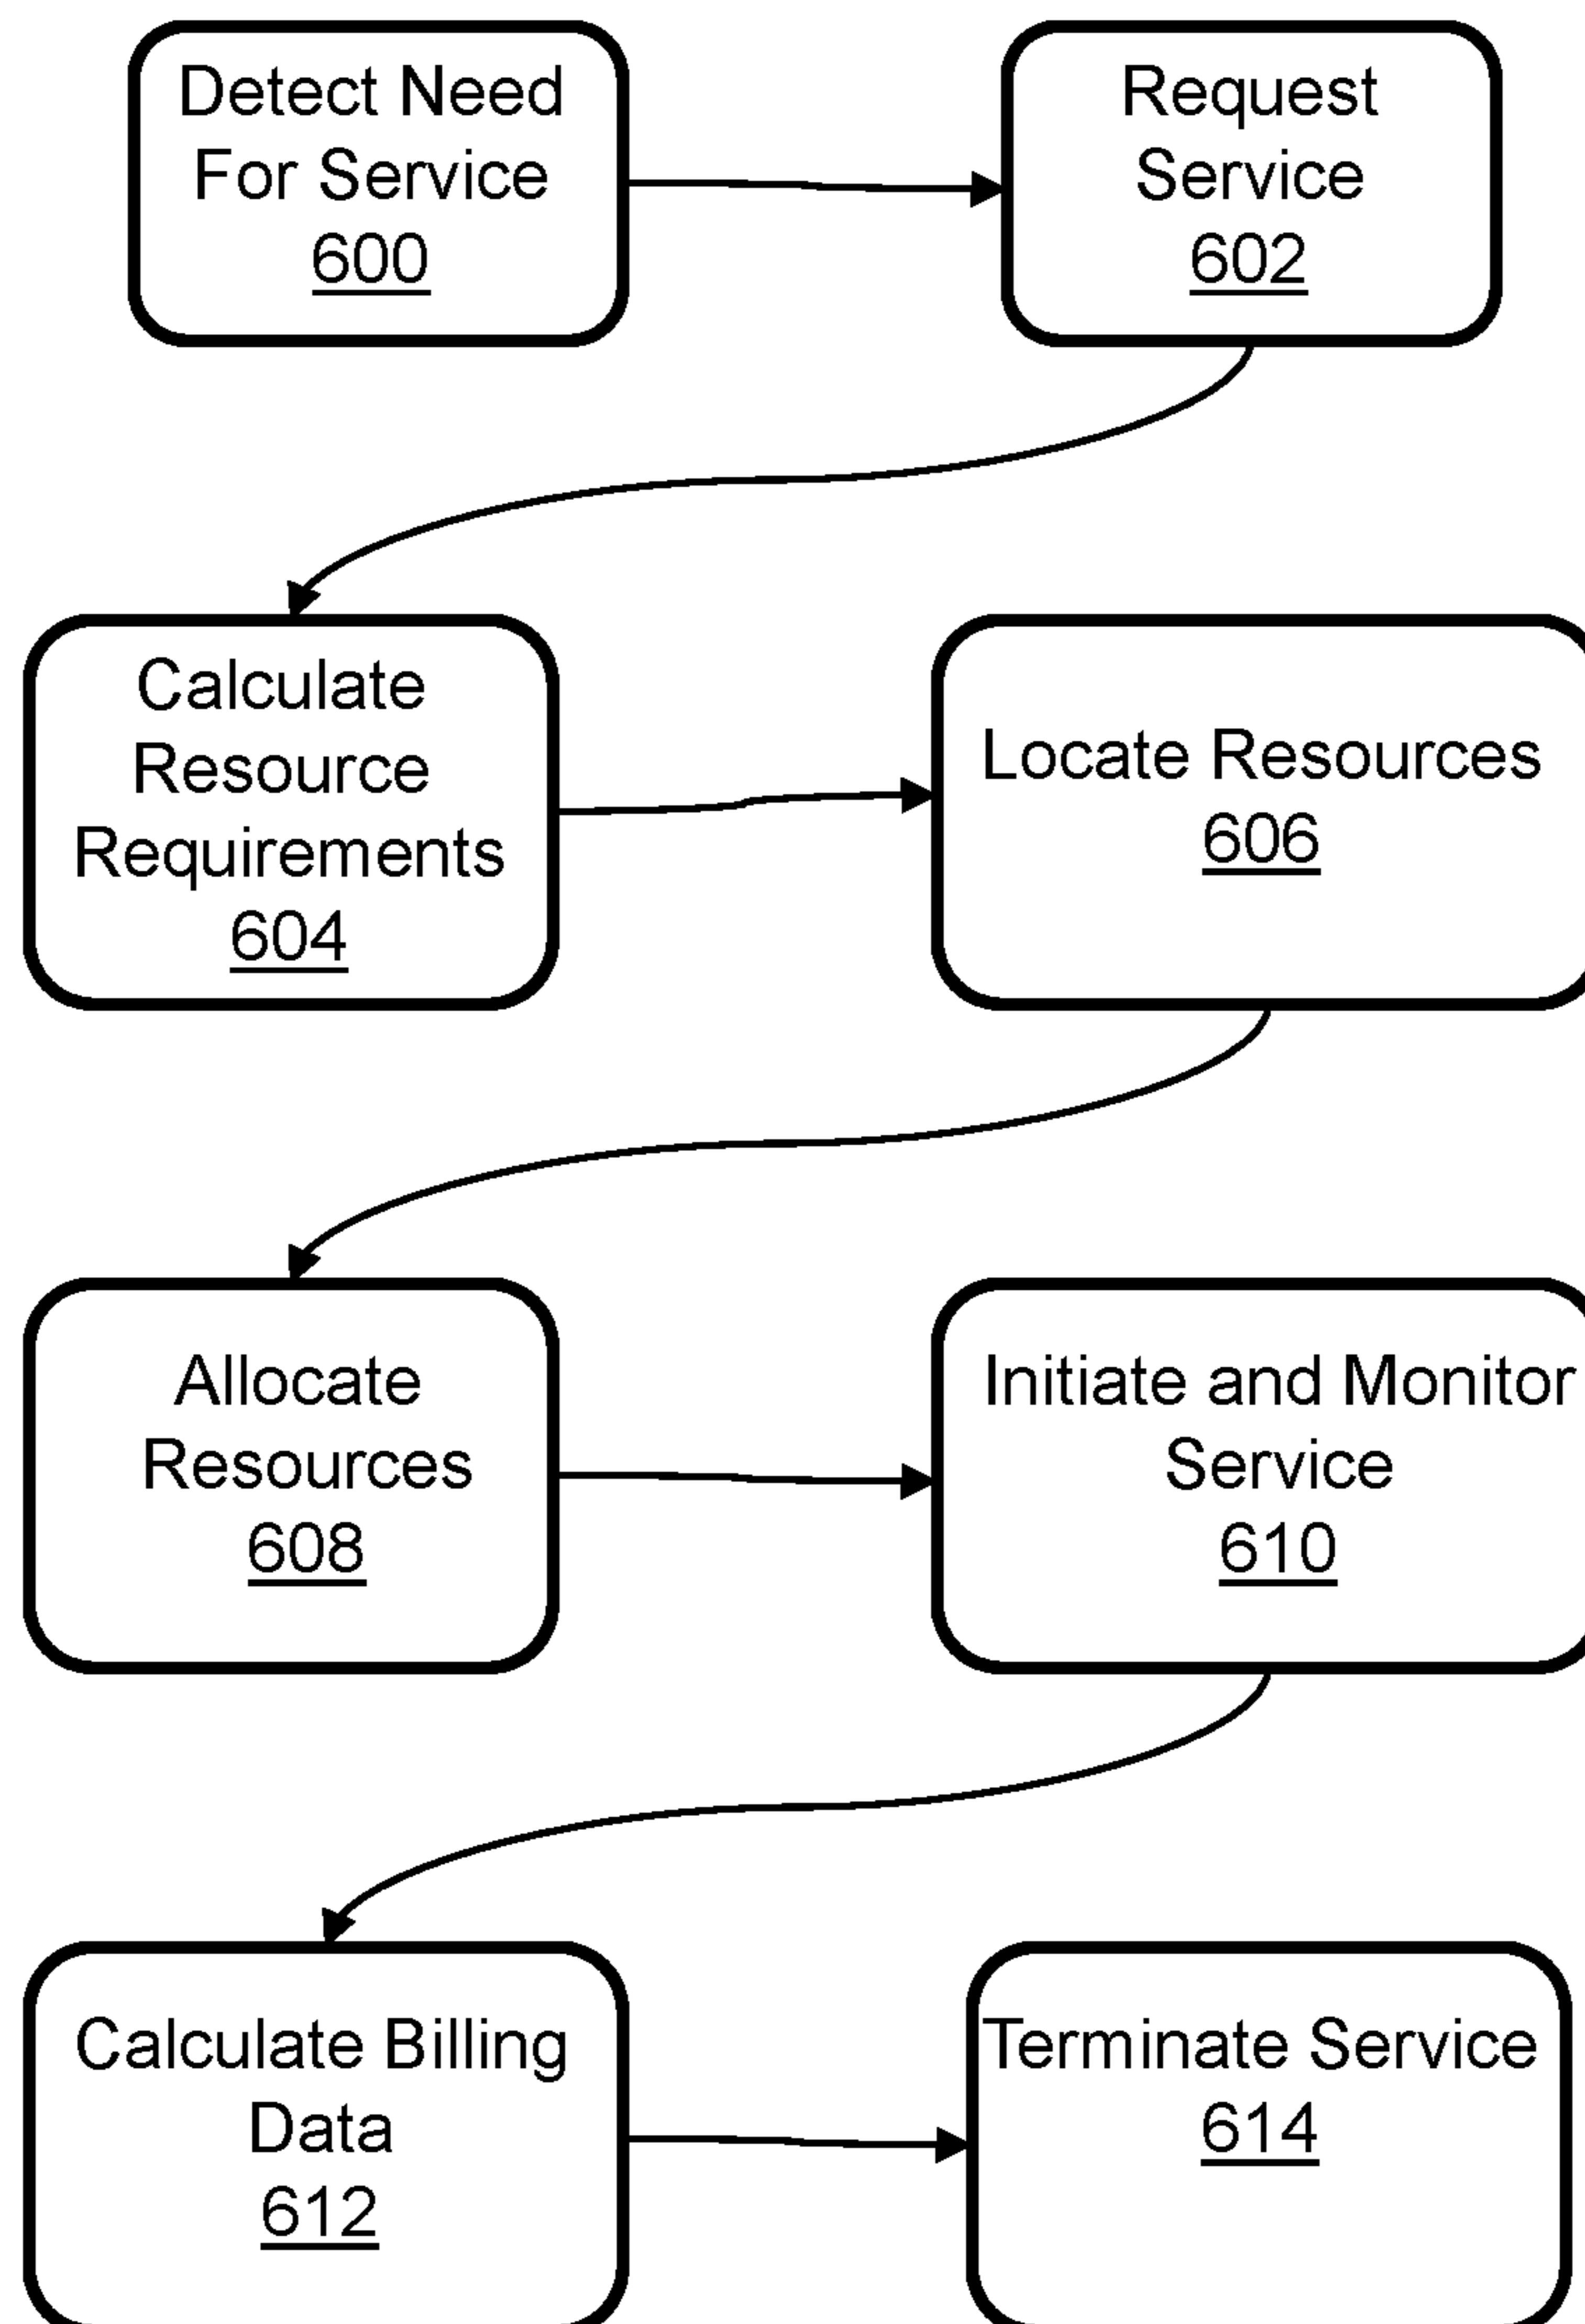 Detect Need
For Service
600
Request
Service
602
Calculate
Resource
Requirements
604
Locate Resources
606
Allocate
Resources
608
Initiate and Monitor
Service
610
Calculate Billing
Data
612
Terminate Service
614